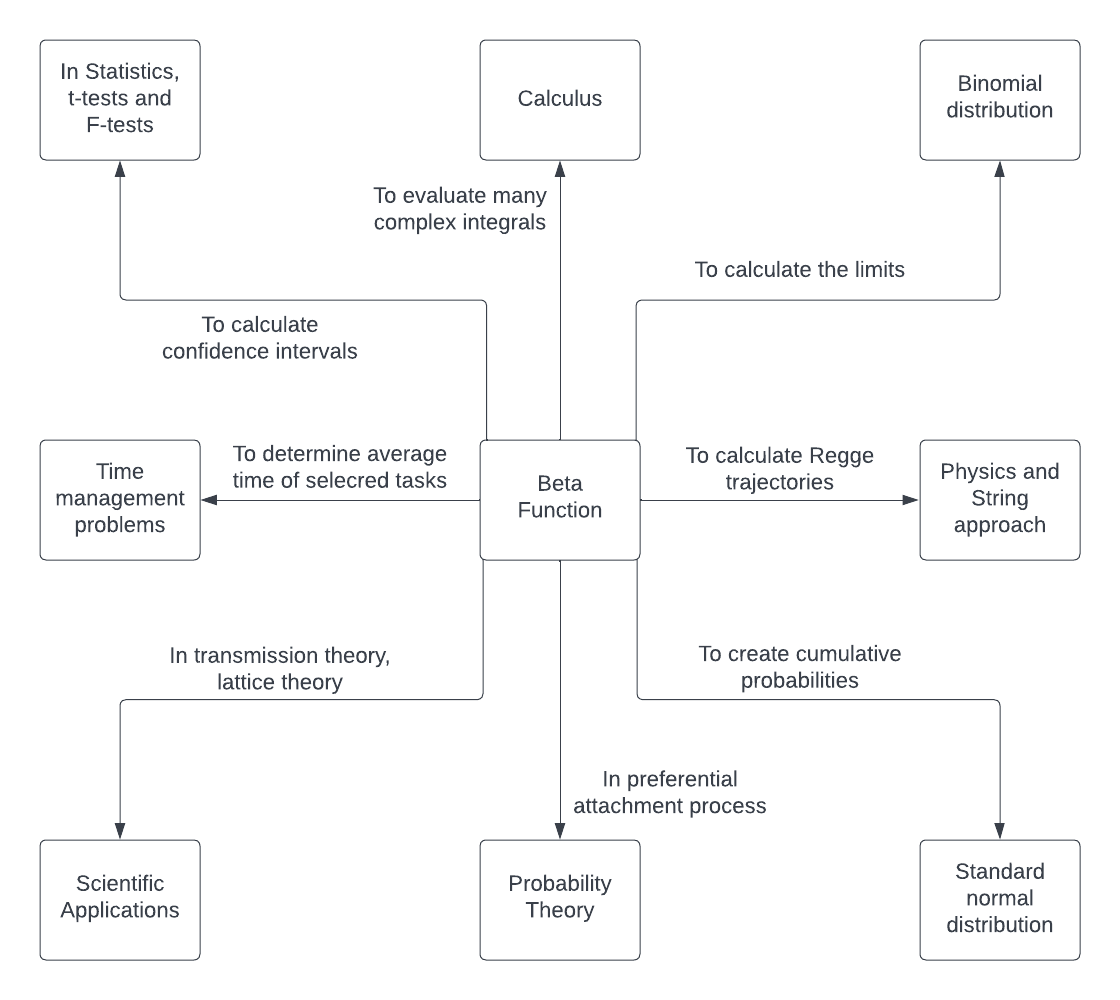 In Statistics,
t-tests and
F-tests
Calculus
Binomial
distribution
To evaluate many
complex integrals
To calculate the limits
To calculate
confidence intervals
Time
management
problems
To determine average
time of selecred tasks
Beta
Function
To calculate Regge
trajectories
Physics and
String
approach
In transmission theory,
lattice theory
To create cumulative
probabilities
In preferential
attachment process
Scientific
Applications
Probability
Theory
Standard
normal
distribution